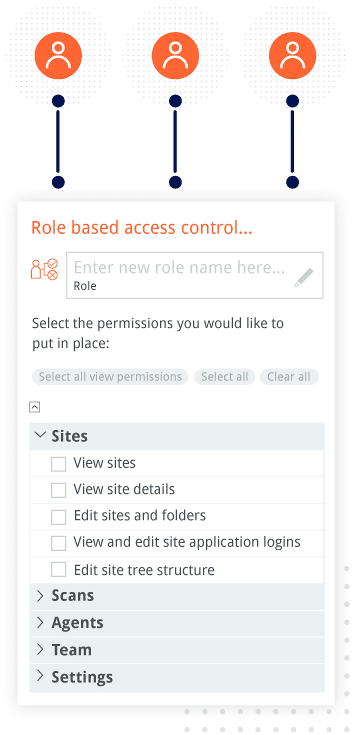 Role based access control...
Enter new role name here...
Role
Select the permissions you would like to
put in place:
Select all view permissions Select all Clear all
Sites
View sites
View site details
Edit sites and folders
View and edit site application logins
Edit site tree structure
Scans
Agents
Team
Settings